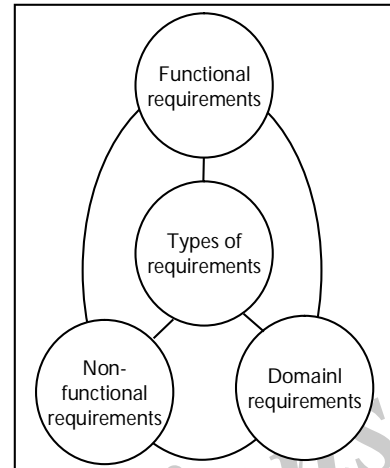 Functional
requirements
Types of
requirements
Non-
functional
requirements
Domainl
requirements